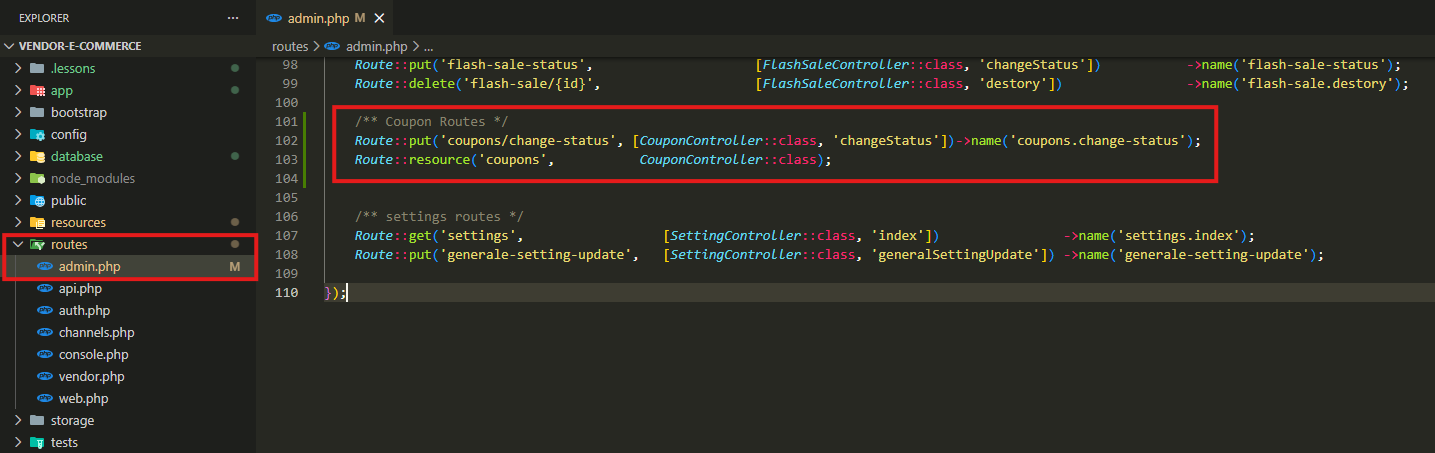 EXPLORER
VENDOR-E-COMMERCE
.lessons
app
bootstrap
config
database
node_modules
public
resources
routes
admin.php M
api.php
auth.php
channels.php
console.php
vendor.php
web.php
storage
tests
php admin.php M
routes > php admin.php > ...
98 Route::put('flash-sale-status', [FlashSaleController::class, 'changeStatus']) ->name('flash-sale-status');
99 Route::delete('flash-sale/{id}', [FlashSaleController::class, 'destory']) ->name('flash-sale.destory');
100
101 /** Coupon Routes */
102 Route::put('coupons/change-status', [CouponController::class, 'changeStatus'])->name('coupons.change-status');
103 Route::resource('coupons', CouponController::class);
104
105
106 /** settings routes */
107 Route::get('settings', [SettingController::class, 'index']) ->name('settings.index');
108 Route::put('generale-setting-update', [SettingController::class, 'generalSettingUpdate']) ->name('generale-setting-update');
109
110 });